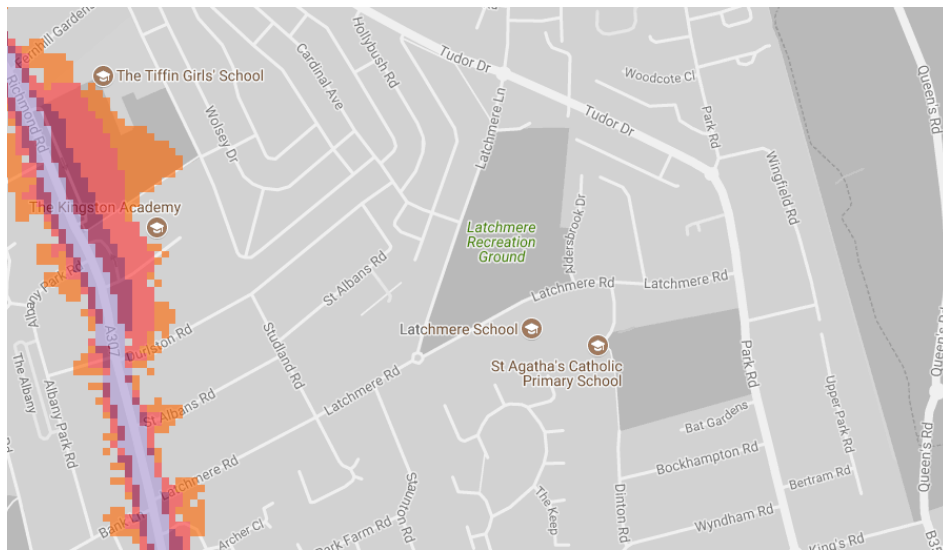 Fernhill Gardens
Richmond Rd
The Tiffin Girls' School
Cardinal Ave
Hollybush Rd
Tudor Dr
Woodcote Cl
Queen's Rd
Wolsey Dr
Latchmere Ln
Tudor Dr
Park Rd
Wingfield Rd
The Kingston Academy
Latchmere
Recreation
Ground
Aldersbrook Dr
Albany Park Rd
St Albans Rd
Latchmere Rd
Latchmere Rd
A307
Durlston Rd
Latchmere School
St Agatha's Catholic
Primary School
Studland Rd
Park Rd
Queen's Rd
The Albany
Albany Park Rd
St Albans Rd
Latchmere Rd
Upper Park Rd
Bat Gardens
Bockhampton Rd
Latchmere Rd
Staunton Rd
The Keep
Dinton Rd
Bertram Rd
Queen's Rd
Archer Cl
Park Farm Rd
Wyndham Rd
King's Rd